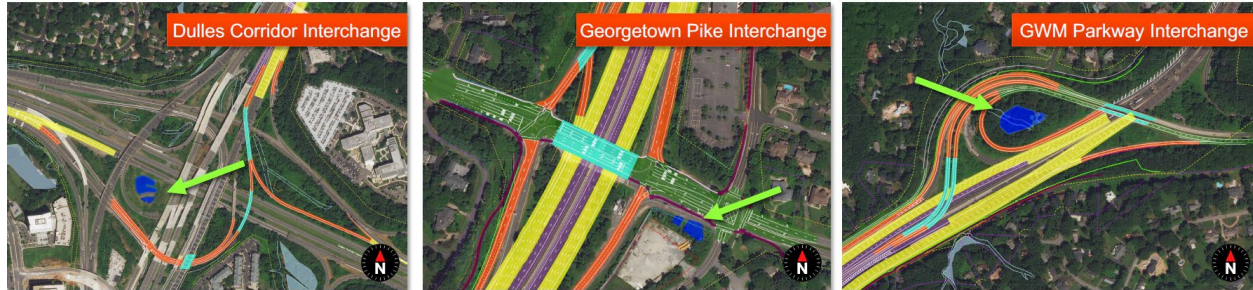 Dulles Corridor Interchange
N
Georgetown Pike Interchange
N
GWM Parkway Interchange
N